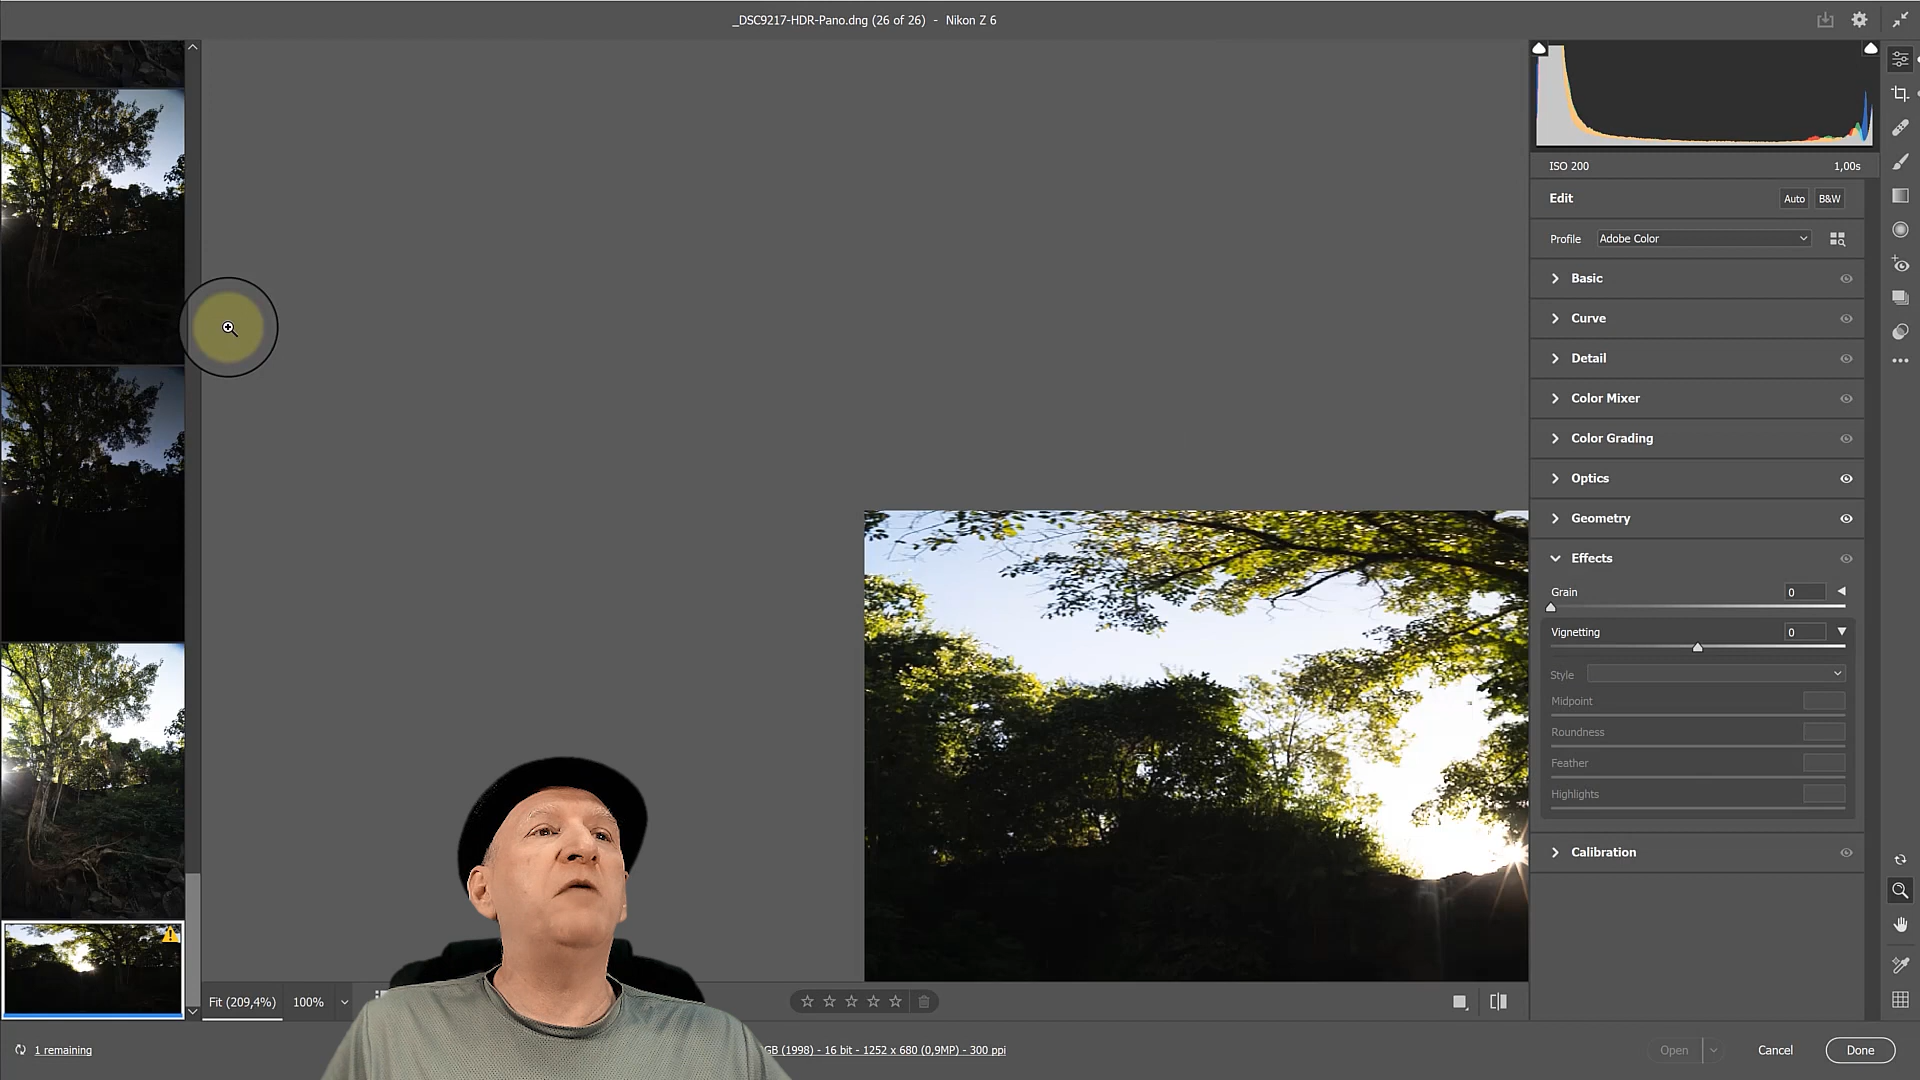 _DSC9217-HDR-Pano.dng (26 of 26) - Nikon Z 6
ISO 200 1,00s
Edit Auto B&W
Profile Adobe Color
Basic
Curve
Detail
Color Mixer
Color Grading
Optics
Geometry
Effects
Grain 0
Vignetting 0
Style
Midpoint
Roundness
Feather
Highlights
Calibration
Fit (209,4%) 100%
1 remaining
GB (1998) - 16 bit - 1252 x 680 (0,9MP) - 300 ppi
Open Cancel Done